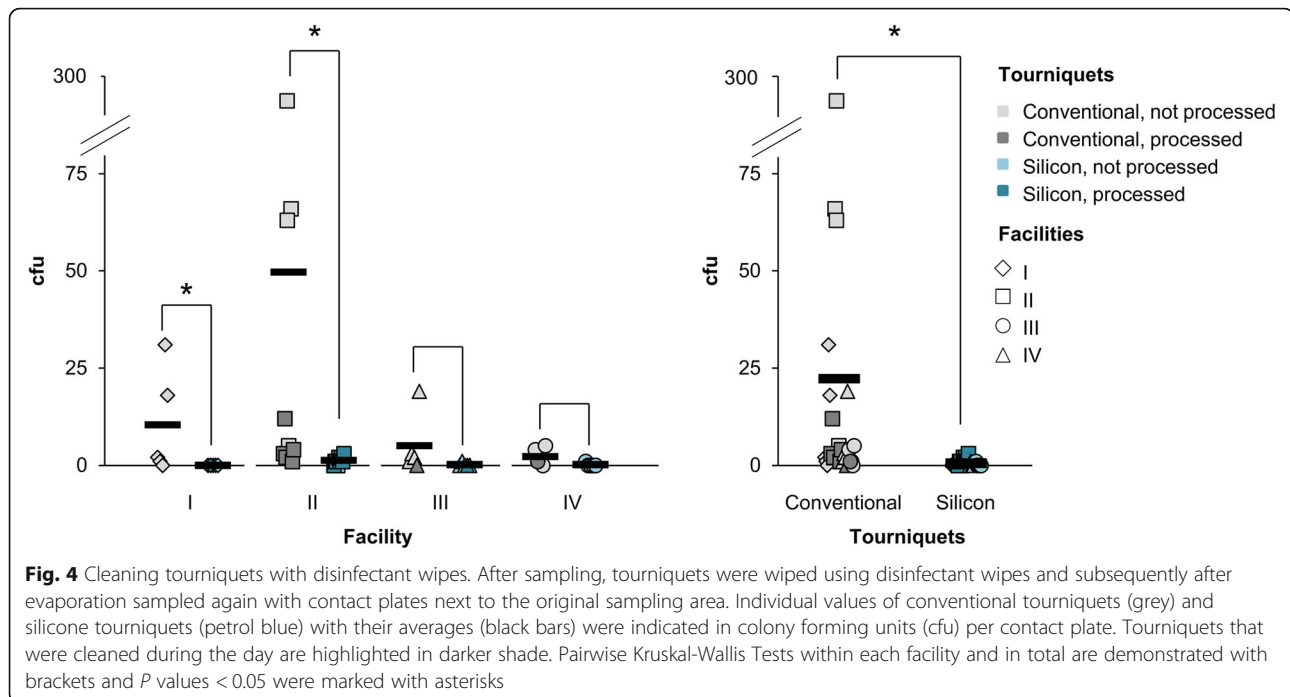 *
*
*
300
75
50
25
0
cfu
I
II
III
IV
Facility
300
75
50
25
0
cfu
Conventional
Silicon
Tourniquets
Tourniquets
Conventional, not processed
Conventional, processed
Silicon, not processed
Silicon, processed
Facilities
I
II
III
IV
Fig. 4 Cleaning tourniquets with disinfectant wipes. After sampling, tourniquets were wiped using disinfectant wipes and subsequently after
evaporation sampled again with contact plates next to the original sampling area. Individual values of conventional tourniquets (grey) and
silicone tourniquets (petrol blue) with their averages (black bars) were indicated in colony forming units (cfu) per contact plate. Tourniquets that
were cleaned during the day are highlighted in darker shade. Pairwise Kruskal-Wallis Tests within each facility and in total are demonstrated with
brackets and P values < 0.05 were marked with asterisks